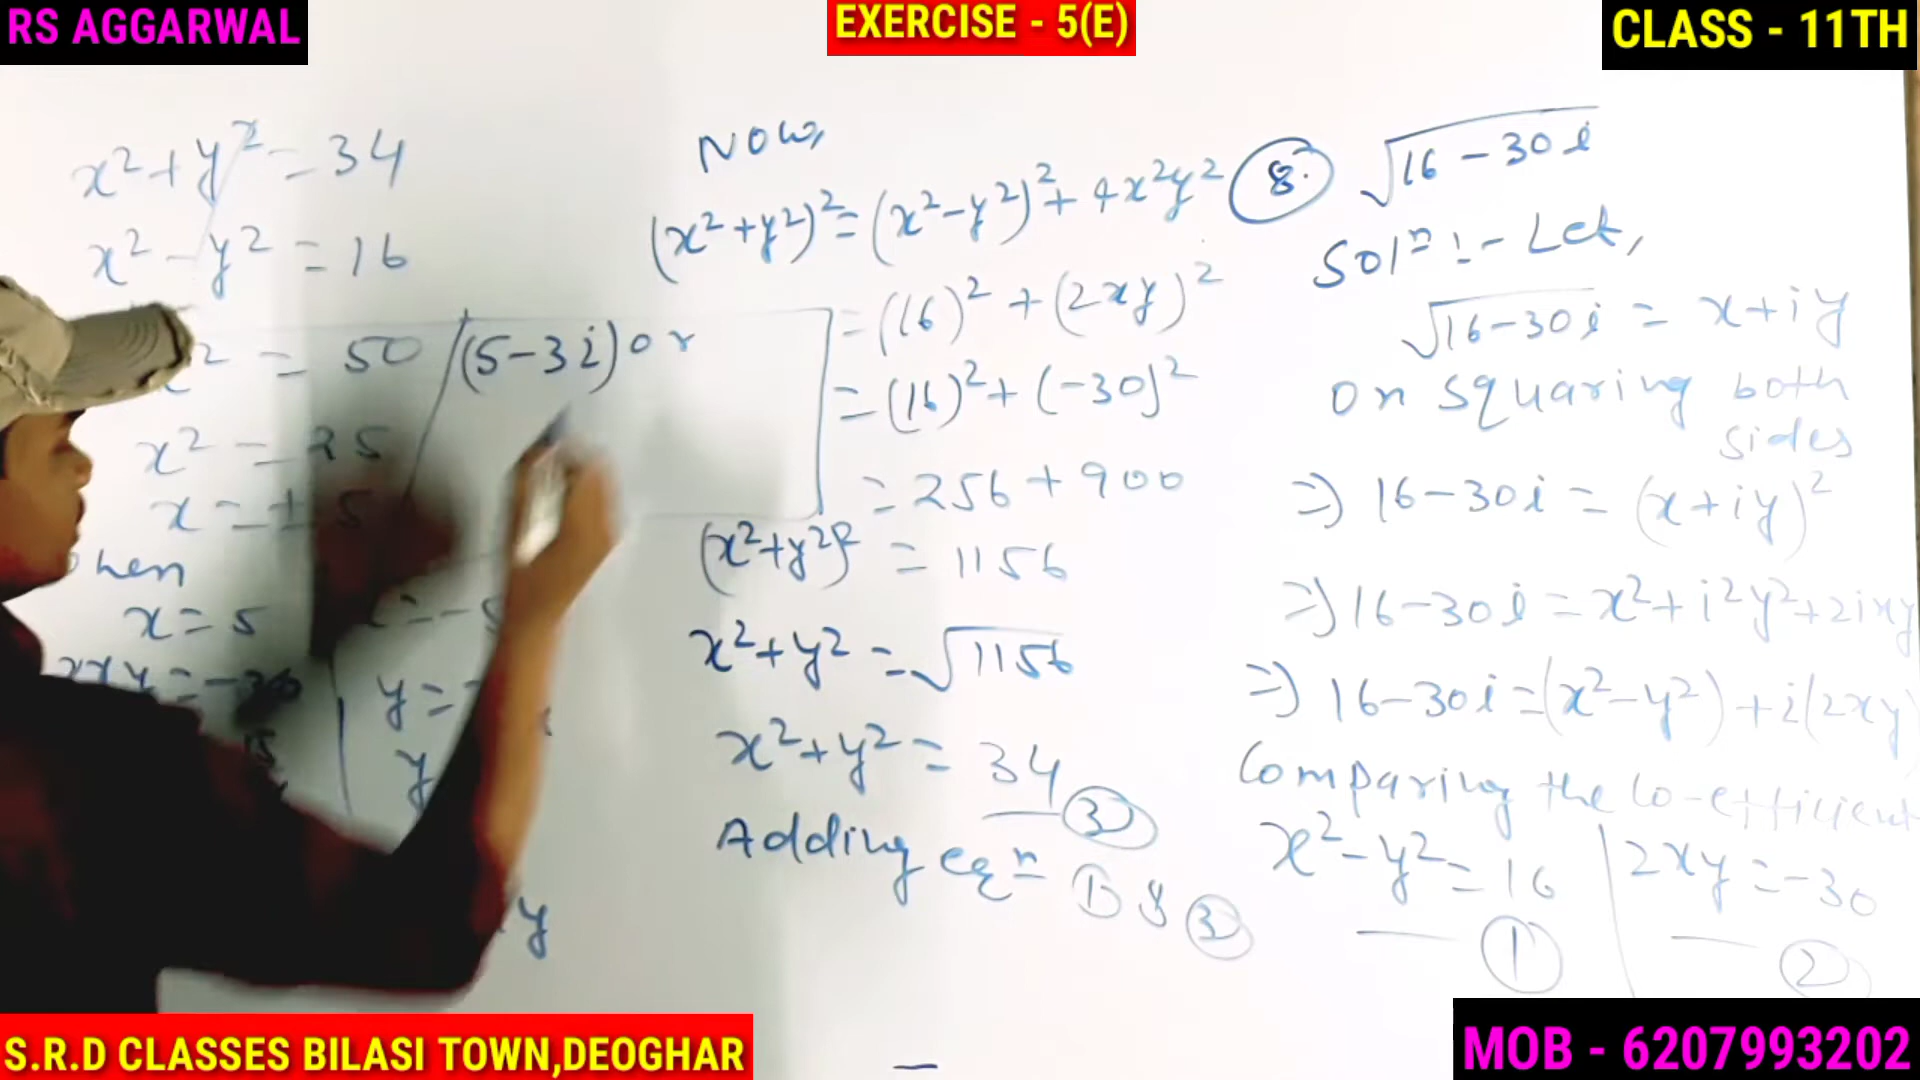 RS AGGARWAL
EXERCISE - 5(E)
CLASS - 11TH
8. √16-30i
Solⁿ:- Let,
√16-30i = x+iy
On squaring both
sides
⇒ 16-30i = (x+iy)²
⇒ 16-30i = x²+i²y²+2ixy
⇒ 16-30i = (x²-y²)+i(2xy)
Comparing the Co-efficient
x²-y² = 16 | 2xy = -30
① ②
Now,
(x²+y²)² = (x²-y²)²+4x²y²
= (16)²+(2xy)²
= (16)²+(-30)²
= 256+900
(x²+y²)² = 1156
x²+y² = √1156
x²+y² = 34
③
Adding eqⁿ ① & ③
x²+y² = 34
x²-y² = 16
= 50
x² = 25
x = ±5
x = 5
y =
y
y
(5-3i) or
S.R.D CLASSES BILASI TOWN,DEOGHAR
MOB - 6207993202